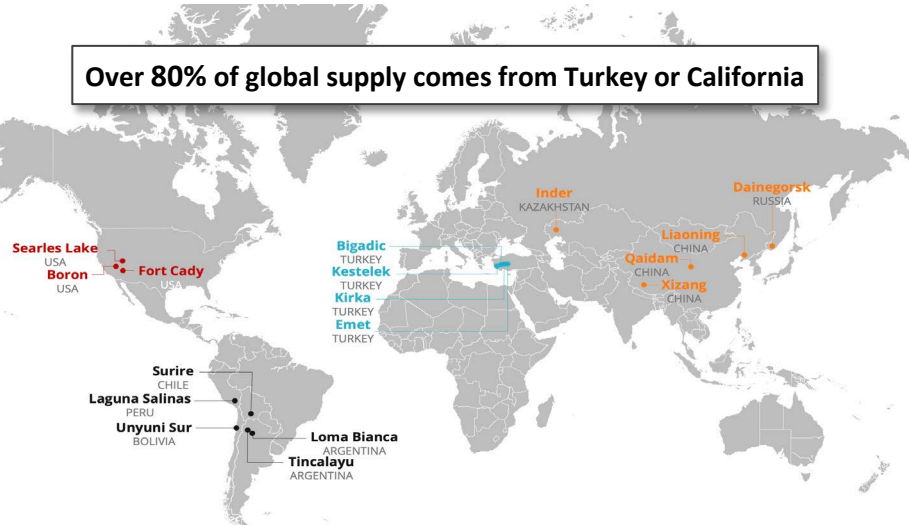 Over 80% of global supply comes from Turkey or California
Searles Lake
USA
Boron
USA
Fort Cady
USA
Surire
CHILE
Laguna Salinas
PERU
Unyuni Sur
BOLIVIA
Loma Bianca
ARGENTINA
Tincalayu
ARGENTINA
Bigadic
TURKEY
Kestelek
TURKEY
Kirka
TURKEY
Emet
TURKEY
Inder
KAZAKHSTAN
Dainegorsk
RUSSIA
Liaoning
CHINA
Qaidam
CHINA
Xizang
CHINA